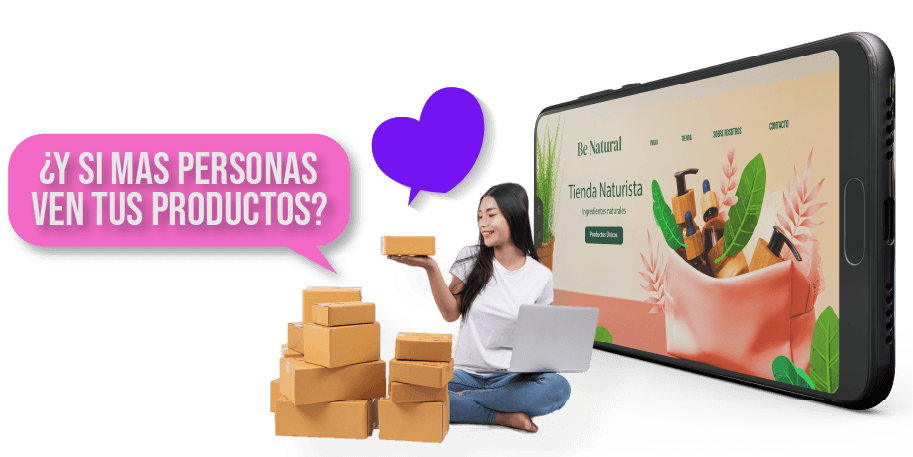 ¿Y SI MAS PERSONAS
VEN TUS PRODUCTOS?
Be Natural
INICIO
TIENDA
SOBRE NOSOTROS
CONTACTO
Tienda Naturista
Ingredientes naturales
Productos Únicos